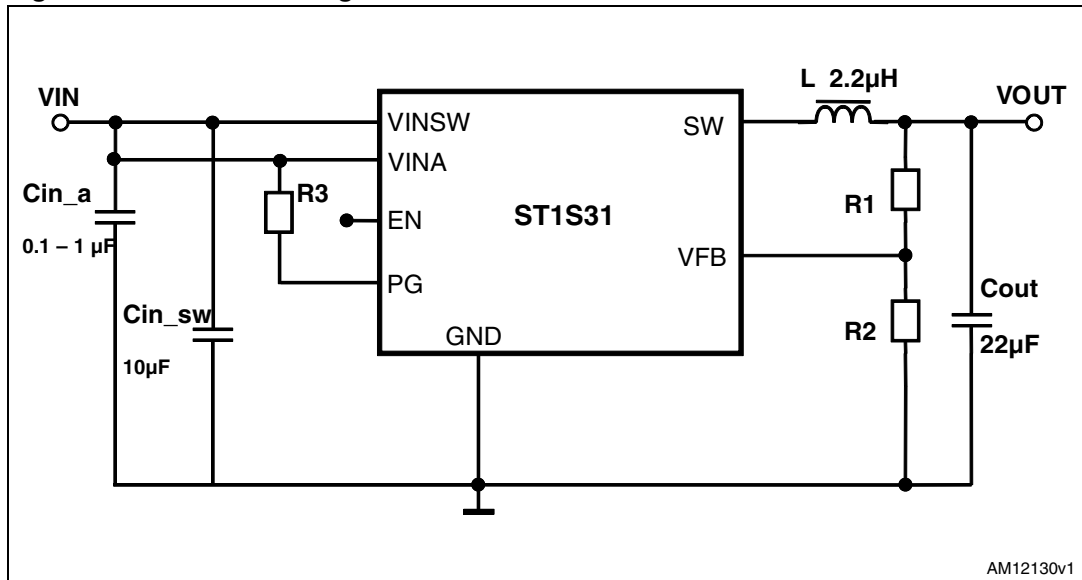 L 2.2µH
VIN
VOUT
VINSW
SW
VINA
Cin_a
R3
R1
0.1 – 1 µF
EN
ST1S31
VFB
PG
Cin_sw
Cout
R2
GND
22µF
10µF
AM12130v1